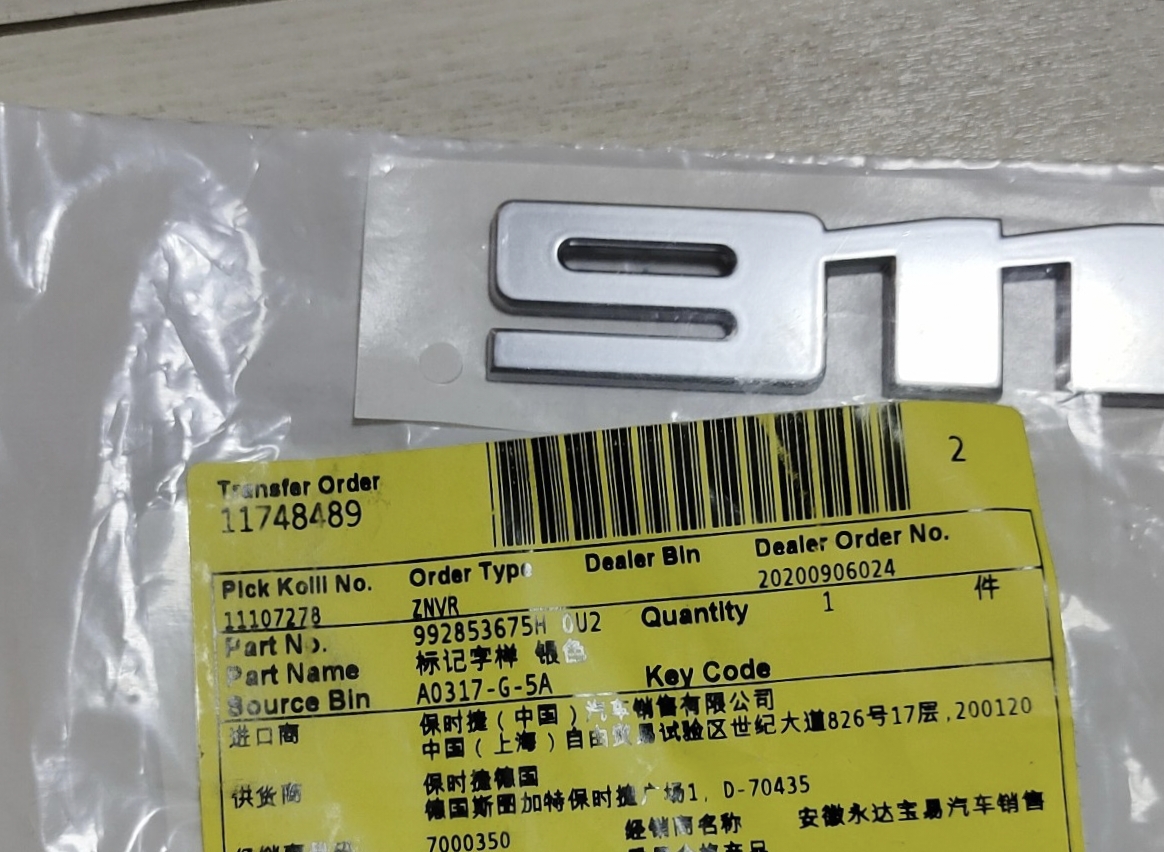 911
2
Transfer Order
11748489
Pick Kolli No. Order Type Dealer Bin Dealer Order No.
11107278 ZNVR 20200906024
Part No. 992853675H 0U2 Quantity 1 件
Part Name 标记字样 银色
Source Bin A0317-G-5A Key Code
进口商 保时捷（中国）汽车销售有限公司
中国（上海）自由贸易试验区世纪大道826号17层,200120
供货商 保时捷德国
德国斯图加特保时捷广场1, D-70435
7000350 经销商名称 安徽永达宝易汽车销售